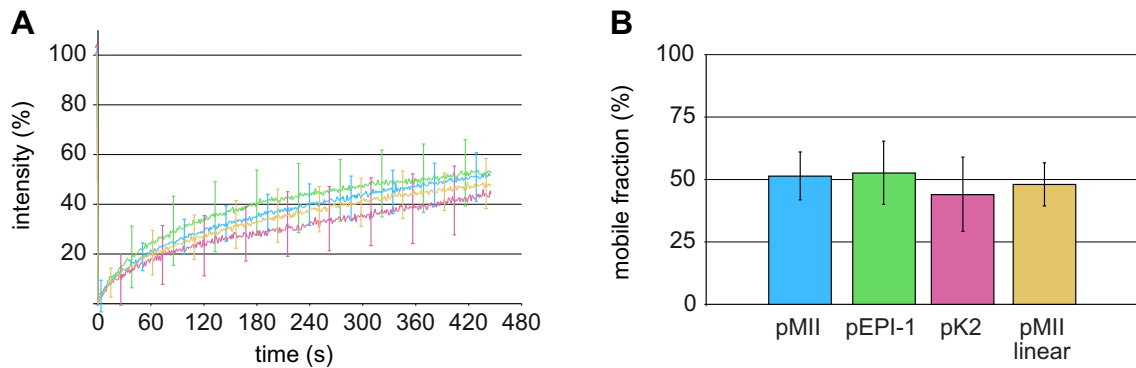 A
intensity (%)
100
80
60
40
20
0 60 120 180 240 300 360 420 480
time (s)
B
mobile fraction (%)
100
75
50
25
0
pMII pEPI-1 pK2 pMII
linear